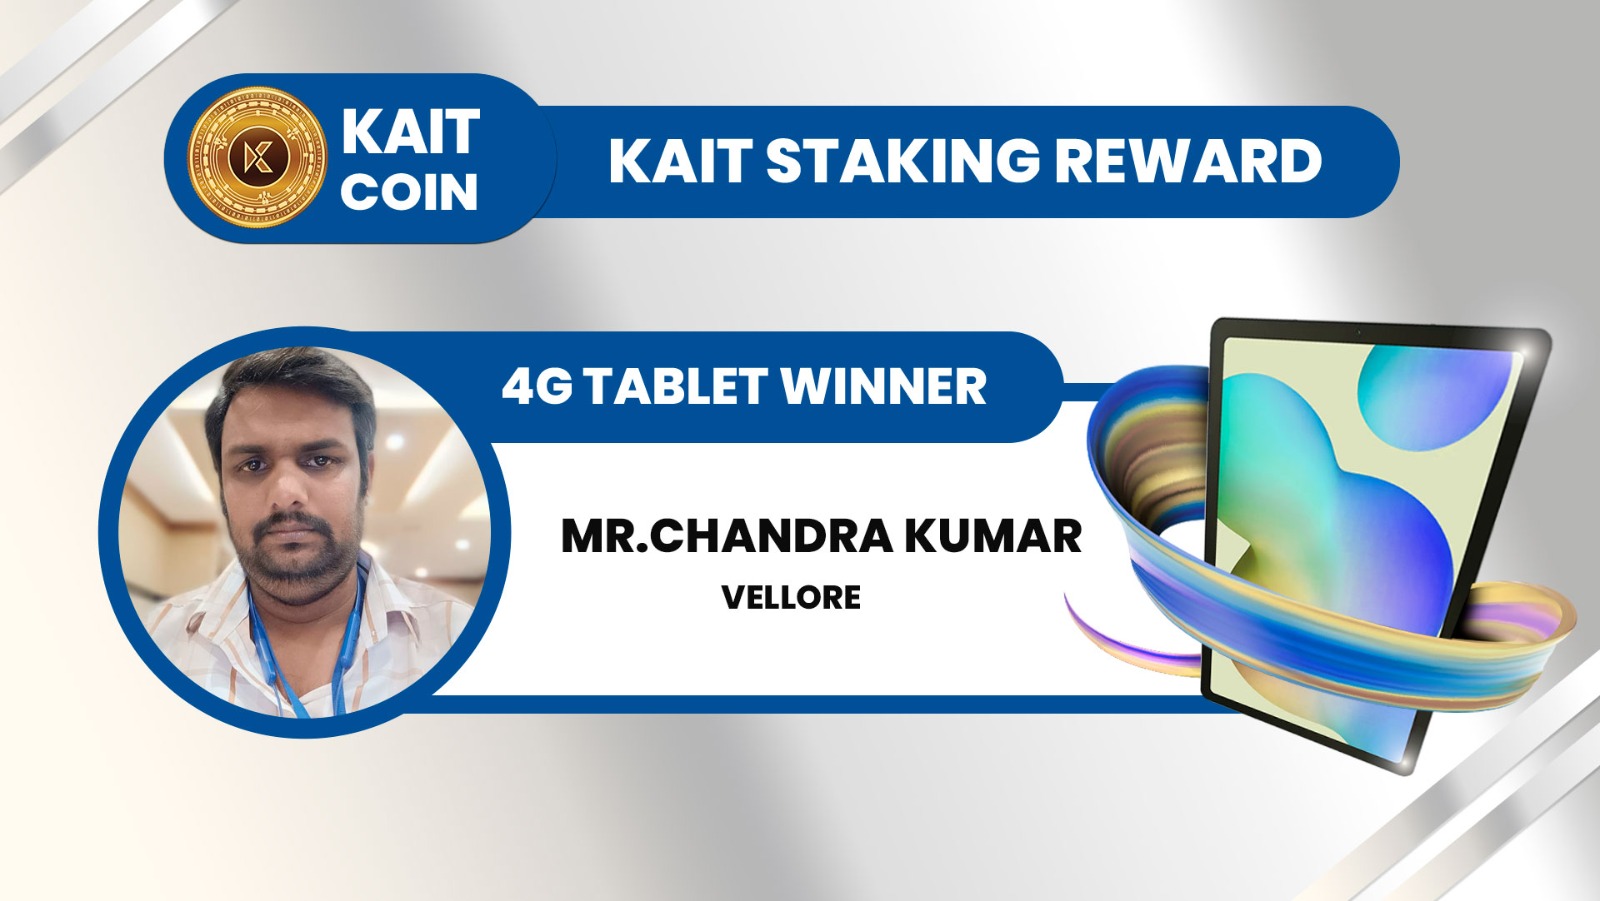 KAIT
COIN
KAIT STAKING REWARD
4G TABLET WINNER
MR.CHANDRA KUMAR
VELLORE